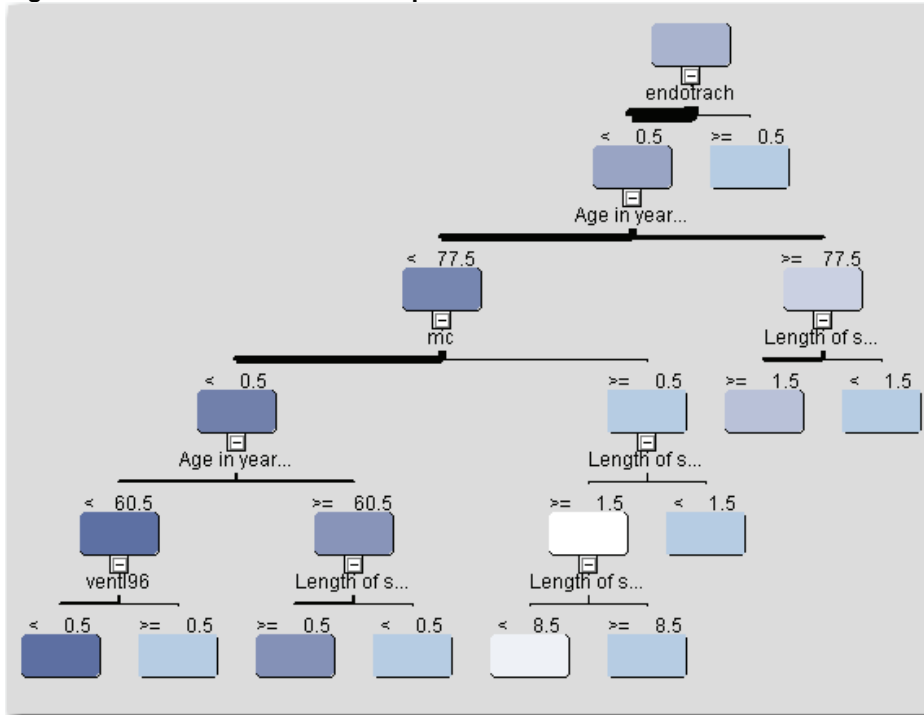 endotrach
< 0.5 >= 0.5
Age in year...
< 77.5 >= 77.5
mc Length of s...
< 0.5 >= 0.5 >= 1.5 < 1.5
Age in year... Length of s...
< 60.5 >= 60.5 >= 1.5 < 1.5
ventl96 Length of s... Length of s...
< 0.5 >= 0.5 >= 0.5 < 0.5 < 8.5 >= 8.5